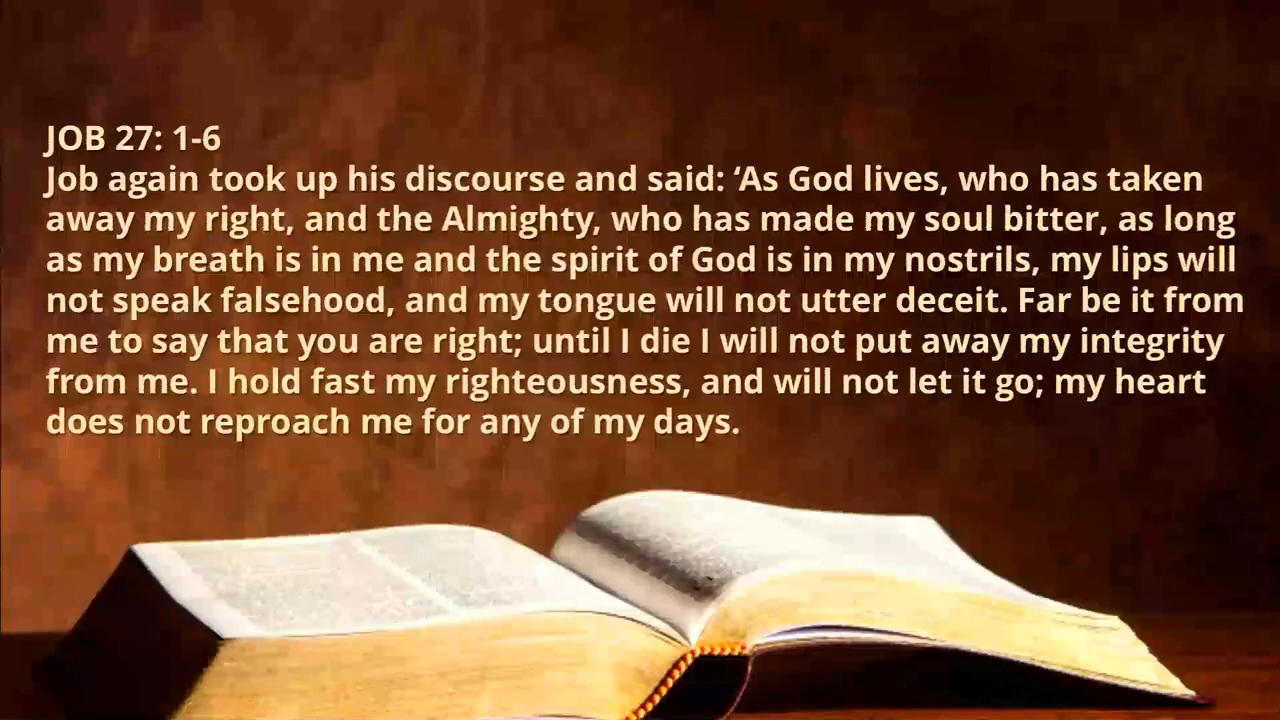 JOB 27: 1-6
Job again took up his discourse and said: ‘As God lives, who has taken
away my right, and the Almighty, who has made my soul bitter, as long
as my breath is in me and the spirit of God is in my nostrils, my lips will
not speak falsehood, and my tongue will not utter deceit. Far be it from
me to say that you are right; until I die I will not put away my integrity
from me. I hold fast my righteousness, and will not let it go; my heart
does not reproach me for any of my days.